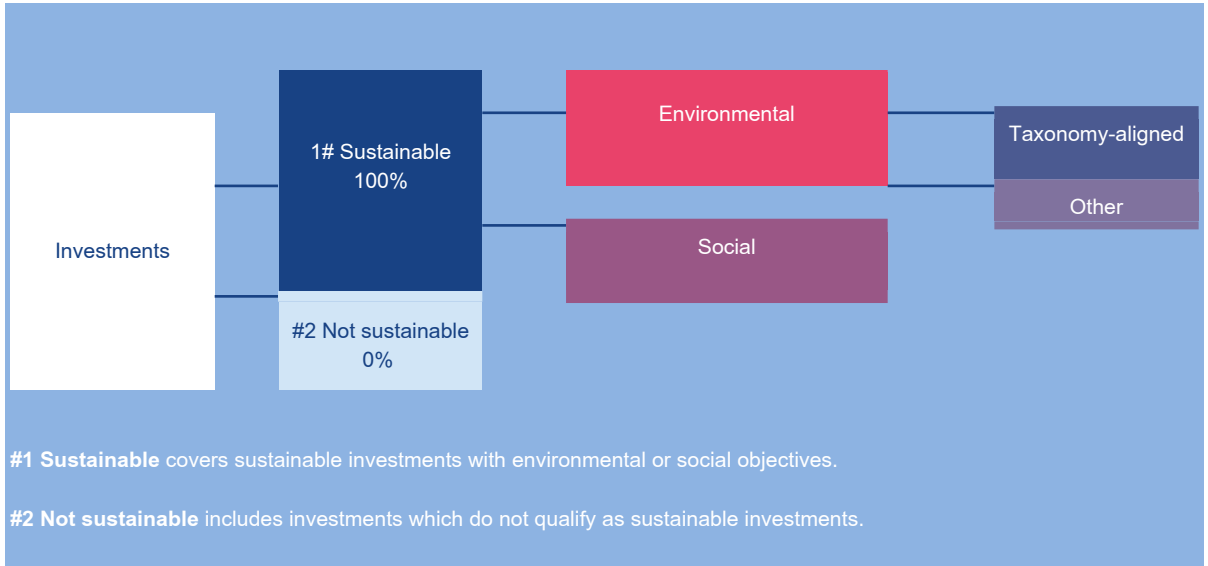 Investments
1# Sustainable
100%
#2 Not sustainable
0%
Environmental
Social
Taxonomy-aligned
Other
#1 Sustainable covers sustainable investments with environmental or social objectives.
#2 Not sustainable includes investments which do not qualify as sustainable investments.